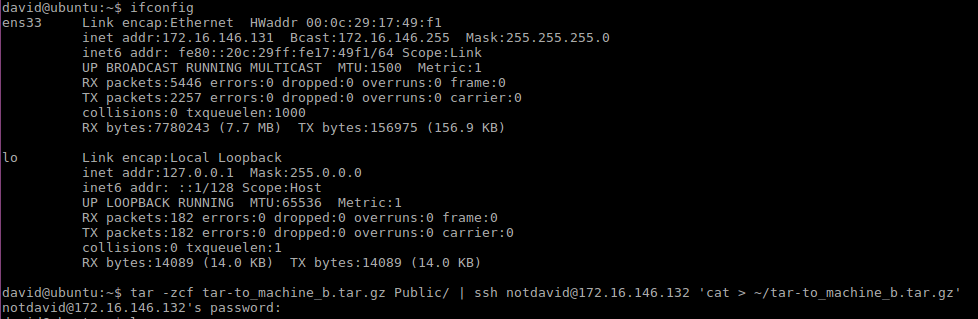 david@ubuntu:~$ ifconfig
ens33     Link encap:Ethernet  HWaddr 00:0c:29:17:49:f1
          inet addr:172.16.146.131  Bcast:172.16.146.255  Mask:255.255.255.0
          inet6 addr: fe80::20c:29ff:fe17:49f1/64 Scope:Link
          UP BROADCAST RUNNING MULTICAST  MTU:1500  Metric:1
          RX packets:5446 errors:0 dropped:0 overruns:0 frame:0
          TX packets:2257 errors:0 dropped:0 overruns:0 carrier:0
          collisions:0 txqueuelen:1000
          RX bytes:7780243 (7.7 MB)  TX bytes:156975 (156.9 KB)
lo        Link encap:Local Loopback
          inet addr:127.0.0.1  Mask:255.0.0.0
          inet6 addr: ::1/128 Scope:Host
          UP LOOPBACK RUNNING  MTU:65536  Metric:1
          RX packets:182 errors:0 dropped:0 overruns:0 frame:0
          TX packets:182 errors:0 dropped:0 overruns:0 carrier:0
          collisions:0 txqueuelen:1
          RX bytes:14089 (14.0 KB)  TX bytes:14089 (14.0 KB)
david@ubuntu:~$ tar -zcf tar-to_machine_b.tar.gz Public/ | ssh notdavid@172.16.146.132 'cat > ~/tar-to_machine_b.tar.gz'
notdavid@172.16.146.132's password: